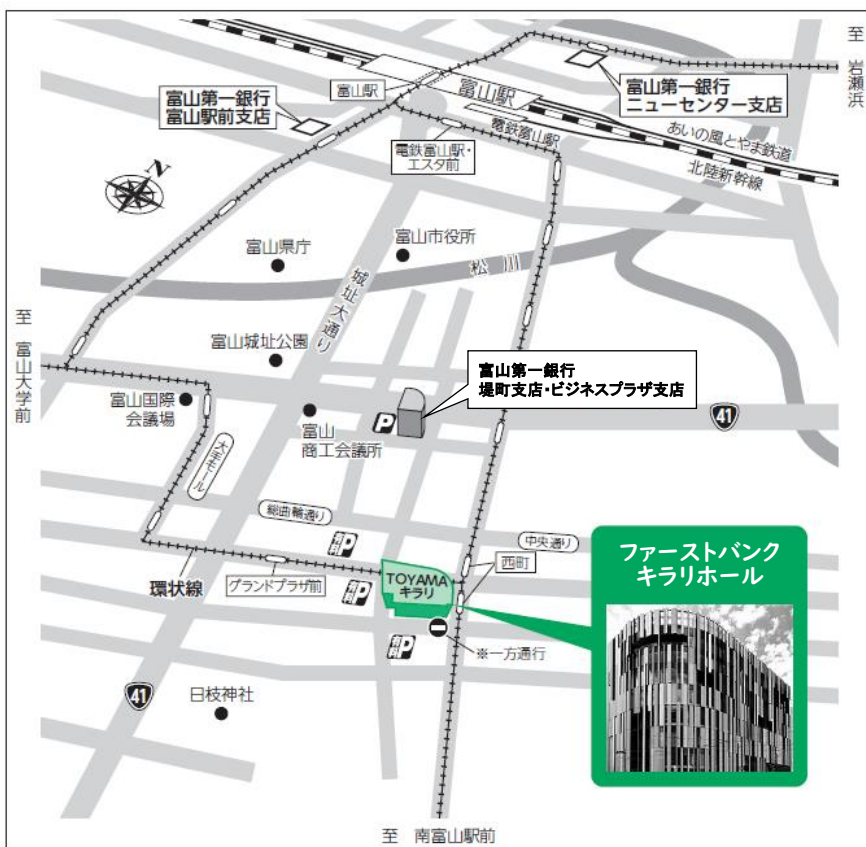 至 岩瀬浜
富山第一銀行
ニューセンター支店
富山駅
富山駅
富山第一銀行
富山駅前支店
電鉄富山駅
あいの風とやま鉄道
北陸新幹線
電鉄富山駅・
エスタ前
N
富山県庁
富山市役所
松川
城址大通り
至 富山大学前
富山城址公園
富山第一銀行
堤町支店・ビジネスプラザ支店
富山国際
会議場
富山
商工会議所
P
41
大手モール
総曲輪通り
有料 P
中央通り
ファーストバンク
キラリホール
環状線
グランドプラザ前
有料 P
TOYAMA
キラリ
西町
有料 P
※一方通行
41
日枝神社
至 南富山駅前